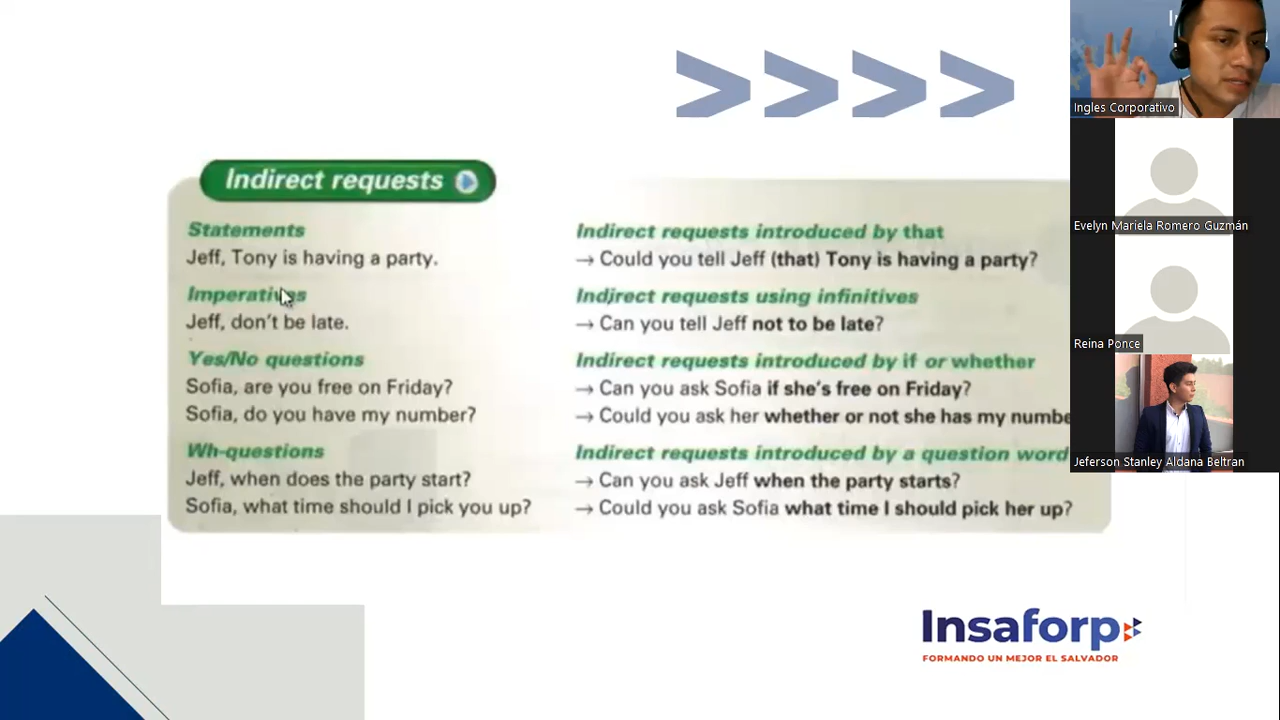 Indirect requests
Statements
Jeff, Tony is having a party.
Imperatives
Jeff, don't be late.
Yes/No questions
Sofia, are you free on Friday?
Sofia, do you have my number?
Wh-questions
Jeff, when does the party start?
Sofia, what time should I pick you up?
Indirect requests introduced by that
→ Could you tell Jeff (that) Tony is having a party?
Indirect requests using infinitives
→ Can you tell Jeff not to be late?
Indirect requests introduced by if or whether
→ Can you ask Sofia if she's free on Friday?
→ Could you ask her whether or not she has my numbe
Indirect requests introduced by a question word
→ Can you ask Jeff when the party starts?
→ Could you ask Sofia what time I should pick her up?
Insaforp
FORMANDO UN MEJOR EL SALVADOR
Ingles Corporativo
Evelyn Mariela Romero Guzmán
Reina Ponce
Jeferson Stanley Aldana Beltran